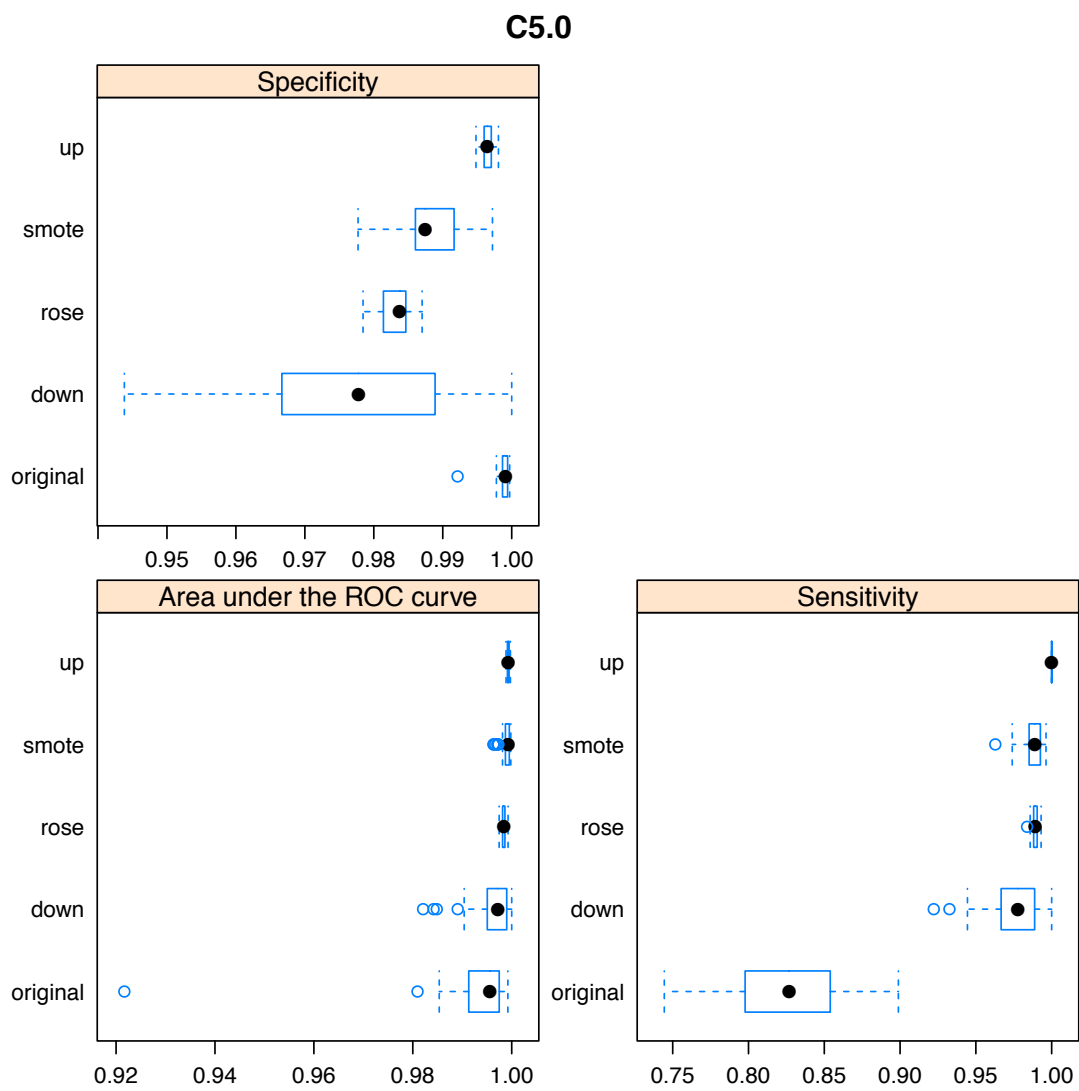 C5.0
Specificity
up
smote
rose
down
original
0.95 0.96 0.97 0.98 0.99 1.00
Area under the ROC curve
up
smote
rose
down
original
0.92 0.94 0.96 0.98 1.00
Sensitivity
up
smote
rose
down
original
0.75 0.80 0.85 0.90 0.95 1.00